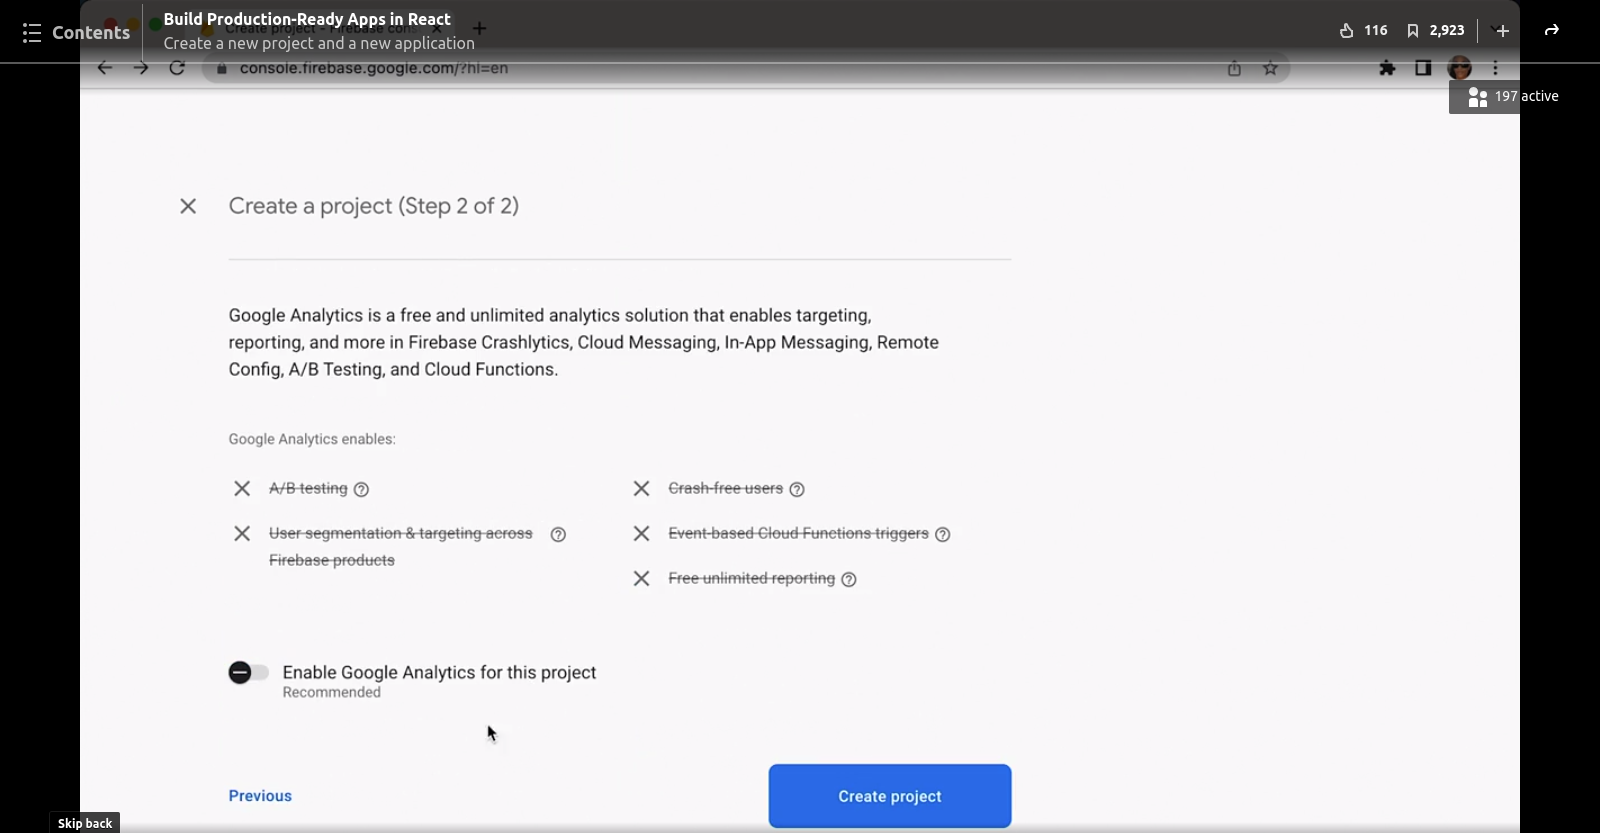 Contents
Build Production-Ready Apps in React
Create a new project and a new application
116
2,923
console.firebase.google.com/?hl=en
197 active
Create a project (Step 2 of 2)
Google Analytics is a free and unlimited analytics solution that enables targeting,
reporting, and more in Firebase Crashlytics, Cloud Messaging, In-App Messaging, Remote
Config, A/B Testing, and Cloud Functions.
Google Analytics enables:
A/B testing
User segmentation & targeting across
Firebase products
Crash-free users
Event-based Cloud Functions triggers
Free unlimited reporting
Enable Google Analytics for this project
Recommended
Previous
Create project
Skip back